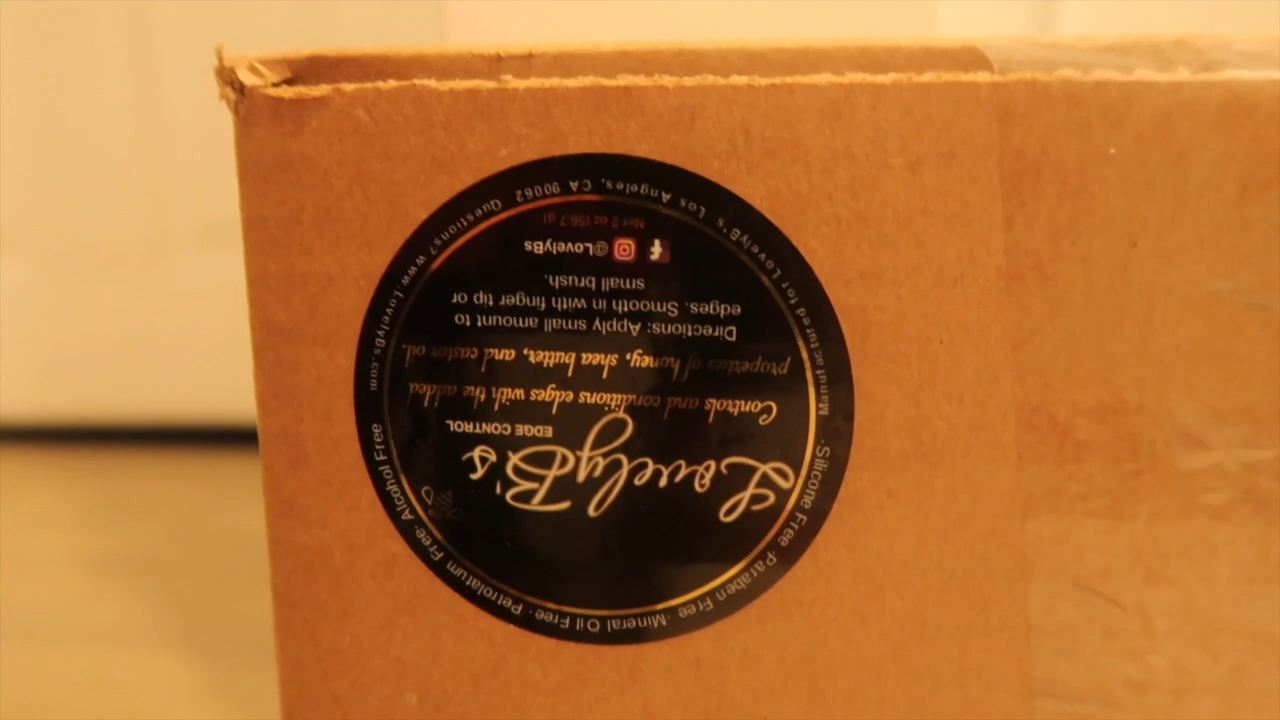 LovelyB's
EDGE CONTROL
Controls and conditions edges with the added
properties of honey, shea butter, and castor oil.
Directions: Apply small amount to
edges. Smooth in with finger tip or
small brush.
@LovelyBs
Net 2 oz (56.7 g)
Alcohol Free · Petrolatum Free · Mineral Oil Free · Paraben Free · Silicone Free ·
Manufactured for LovelyB's Los Angeles, CA 90062 Questions? www.LovelyBs.com